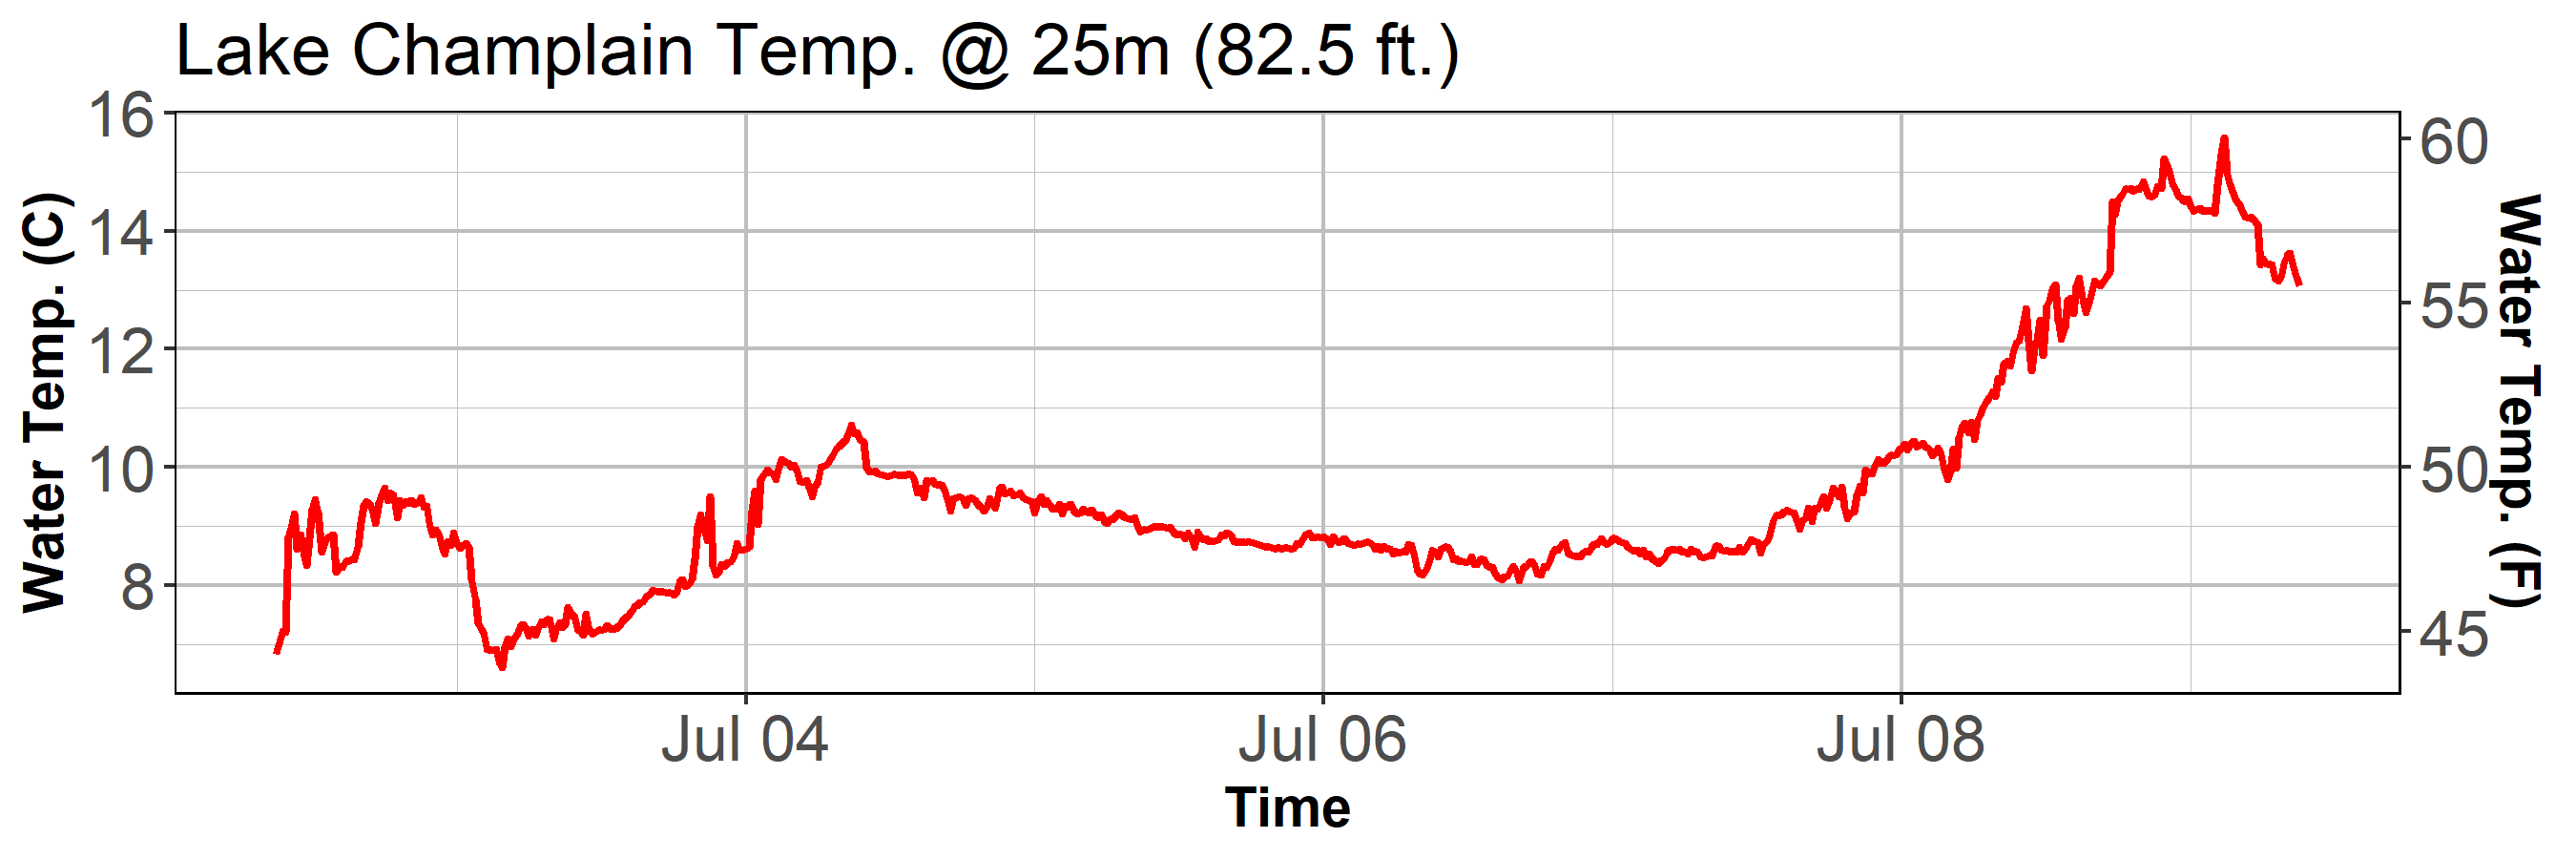 Lake Champlain Temp. @ 25m (82.5 ft.)
Water Temp. (C)
16
14
12
10
8
60
55
50
45
Water Temp. (F)
Jul 04
Jul 06
Jul 08
Time